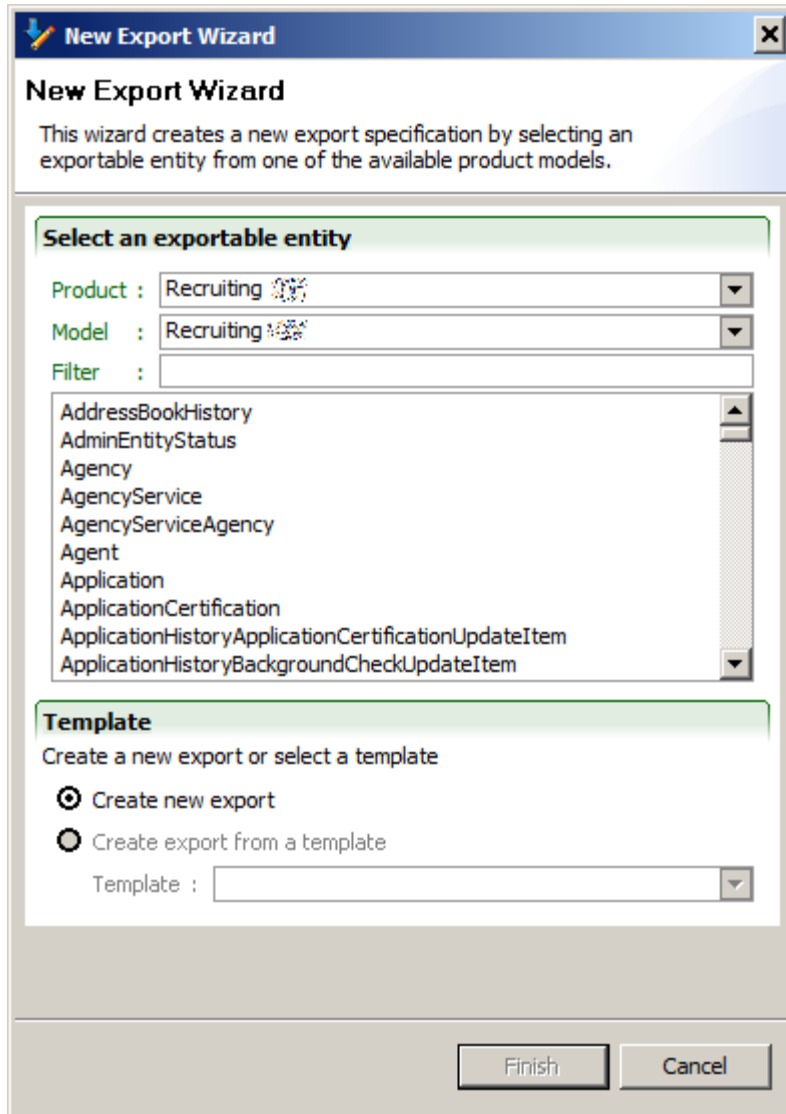 New Export Wizard
New Export Wizard
This wizard creates a new export specification by selecting an
exportable entity from one of the available product models.
Select an exportable entity
Product : Recruiting
Model : Recruiting
Filter :
AddressBookHistory
AdminEntityStatus
Agency
AgencyService
AgencyServiceAgency
Agent
Application
ApplicationCertification
ApplicationHistoryApplicationCertificationUpdateItem
ApplicationHistoryBackgroundCheckUpdateItem
Template
Create a new export or select a template
Create new export
Create export from a template
Template :
Finish Cancel